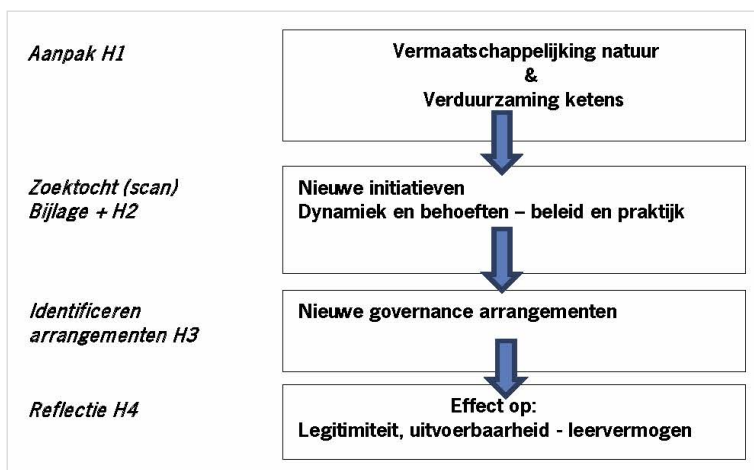 Aanpak H1
Vermaatschappelijking natuur
&
Verduurzaming ketens
Zoektocht (scan)
Bijlage + H2
Nieuwe initiatieven
Dynamiek en behoeften – beleid en praktijk
Identificeren
arrangementen H3
Nieuwe governance arrangementen
Reflectie H4
Effect op:
Legitimiteit, uitvoerbaarheid - leervermogen